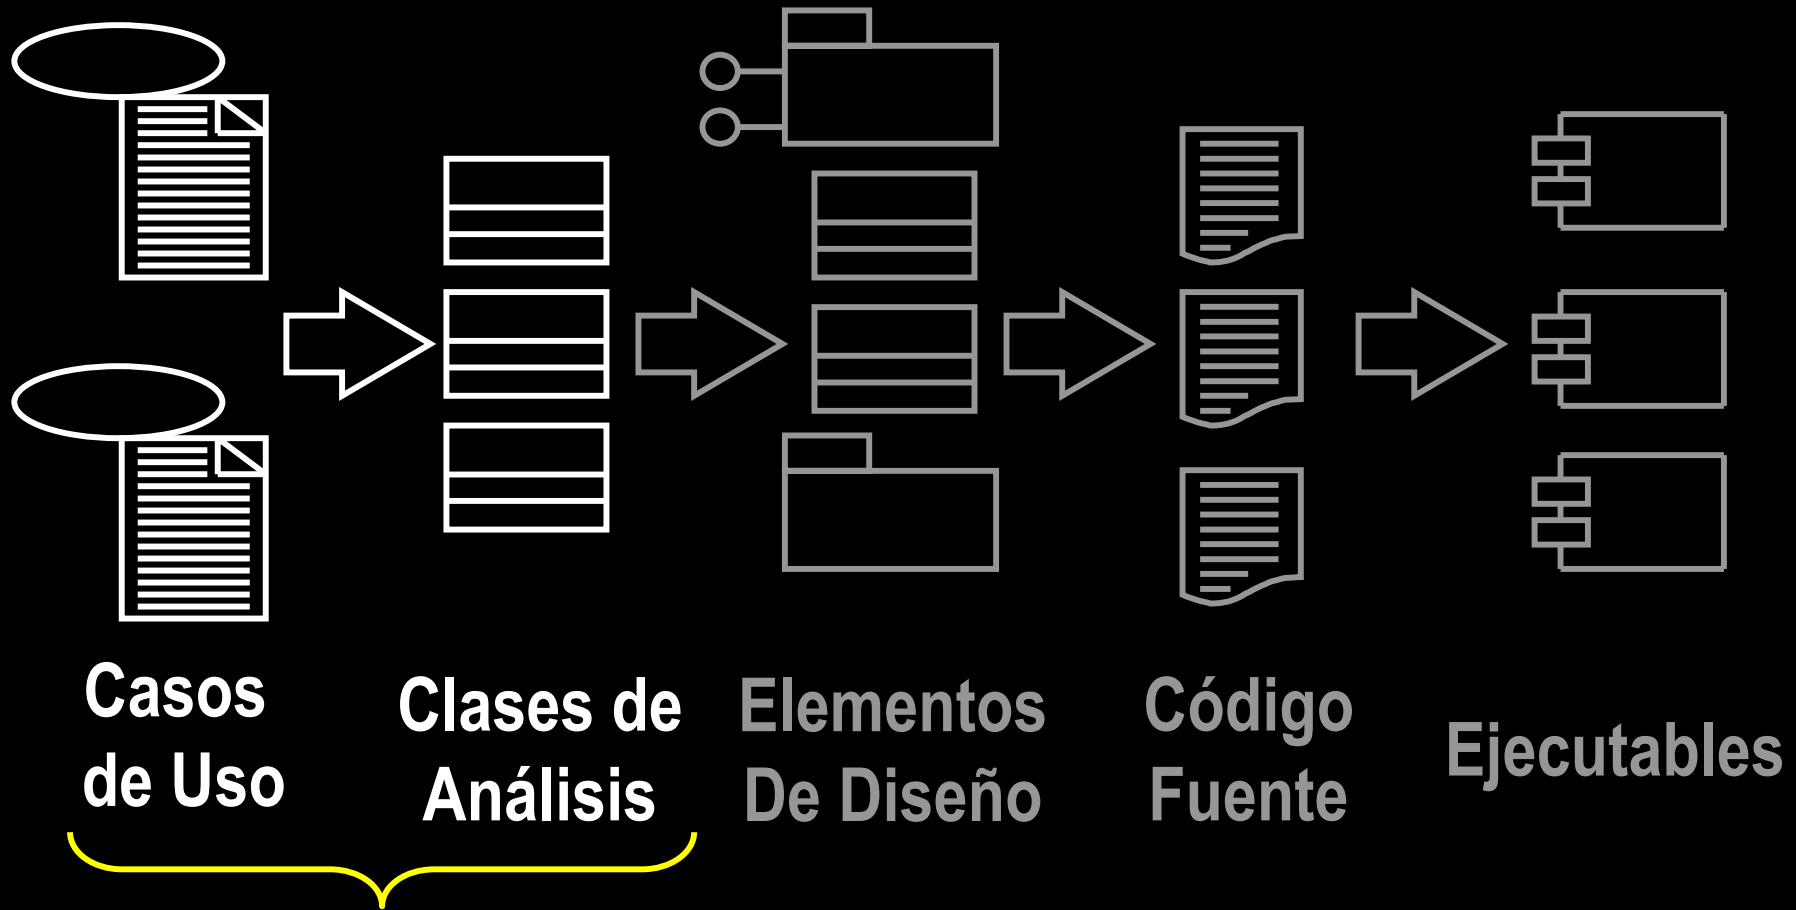 Casos
de Uso
Clases de
Análisis
Elementos
De Diseño
Código
Fuente
Ejecutables